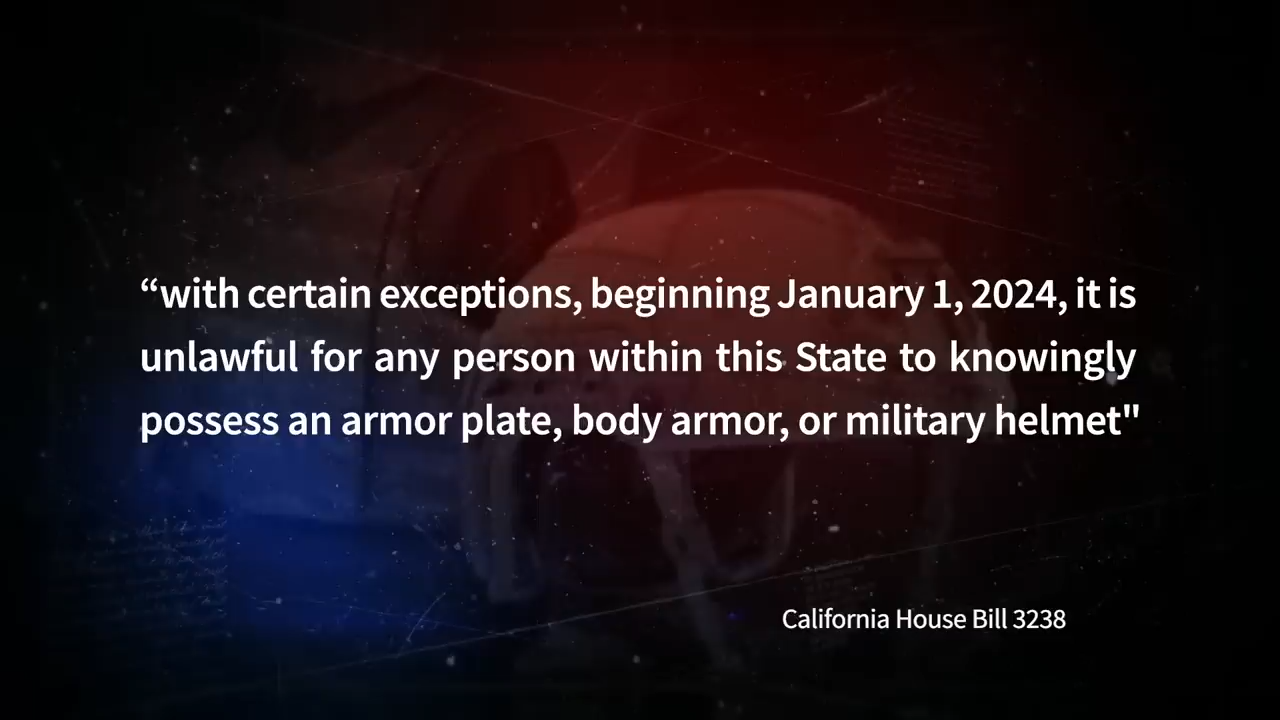 “with certain exceptions, beginning January 1, 2024, it is
unlawful for any person within this State to knowingly
possess an armor plate, body armor, or military helmet"
California House Bill 3238